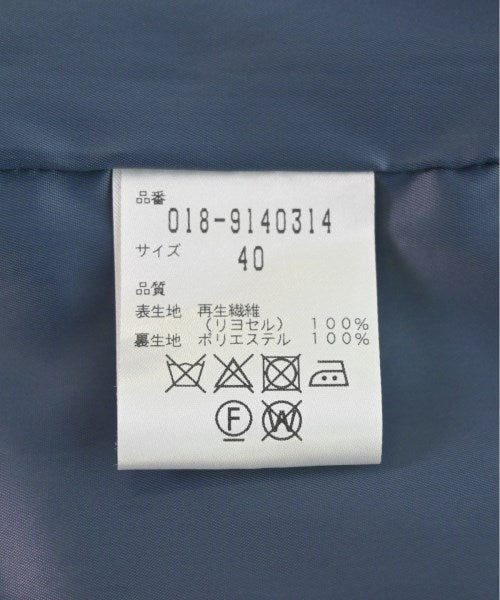 品番
018-9140314
サイズ
40
品質
表生地 再生繊維
（リヨセル） 100%
裏生地 ポリエステル 100%
F W